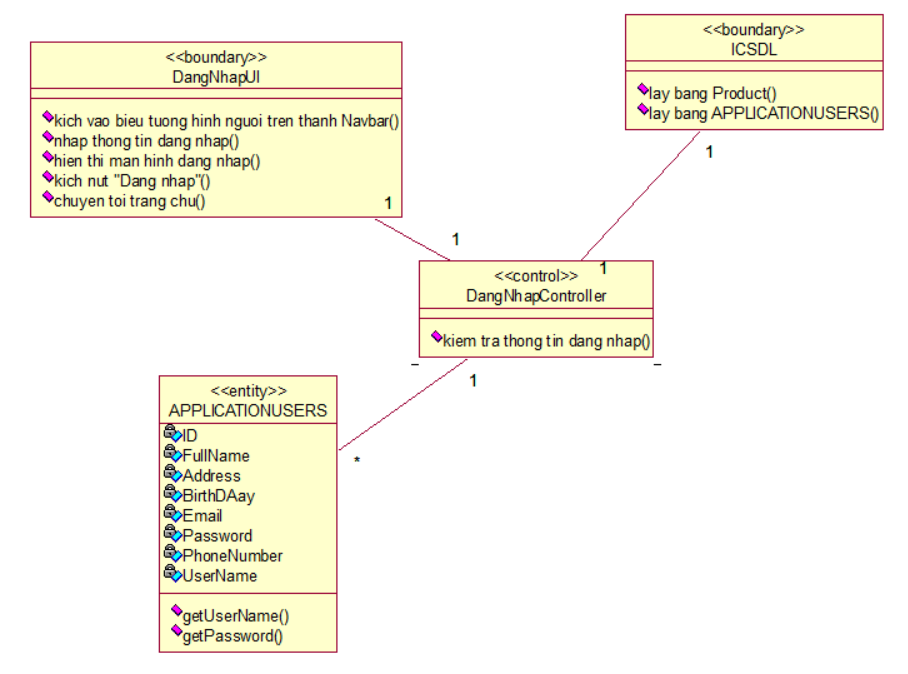 <<boundary>>
DangNhapUI
kich vao bieu tuong hinh nguoi tren thanh Navbar()
nhap thong tin dang nhap()
hien thi man hinh dang nhap()
kich nut "Dang nhap"()
chuyen toi trang chu()
1
<<boundary>>
ICSDL
lay bang Product()
lay bang APPLICATIONUSERS()
1
1
1
<<control>>
DangNhapController
kiem tra thong tin dang nhap()
1
<<entity>>
APPLICATIONUSERS
ID
FullName
Address
BirthDAay
Email
Password
PhoneNumber
UserName
getUserName()
getPassword()
*